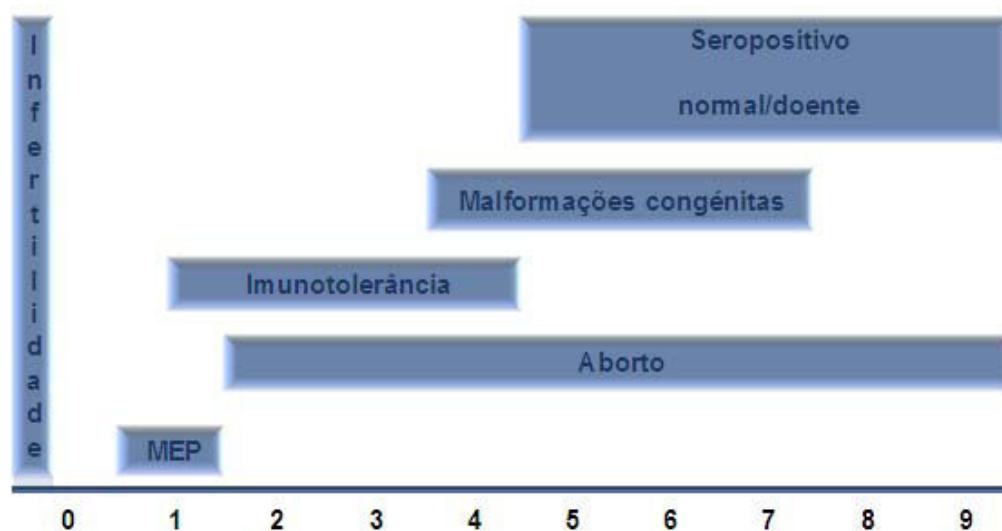 Infertilidade
Seropositivo
normal/doente
Malformações congénitas
Imunotolerância
Aborto
MEP
0 1 2 3 4 5 6 7 8 9